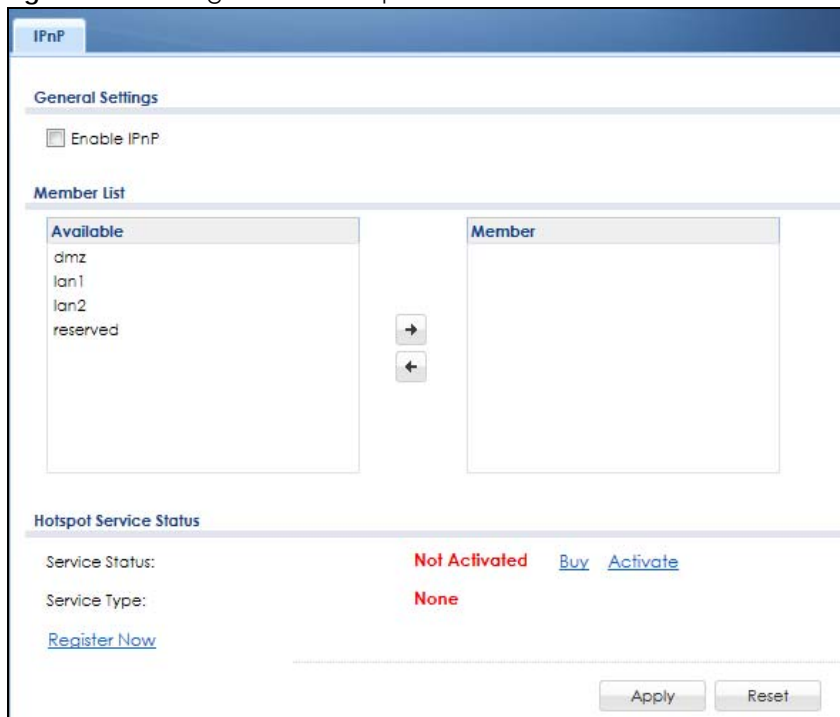 IPnP
General Settings
Enable IPnP
Member List
Available
Member
dmz
lan1
lan2
reserved
Hotspot Service Status
Service Status: Not Activated Buy Activate
Service Type: None
Register Now
Apply Reset